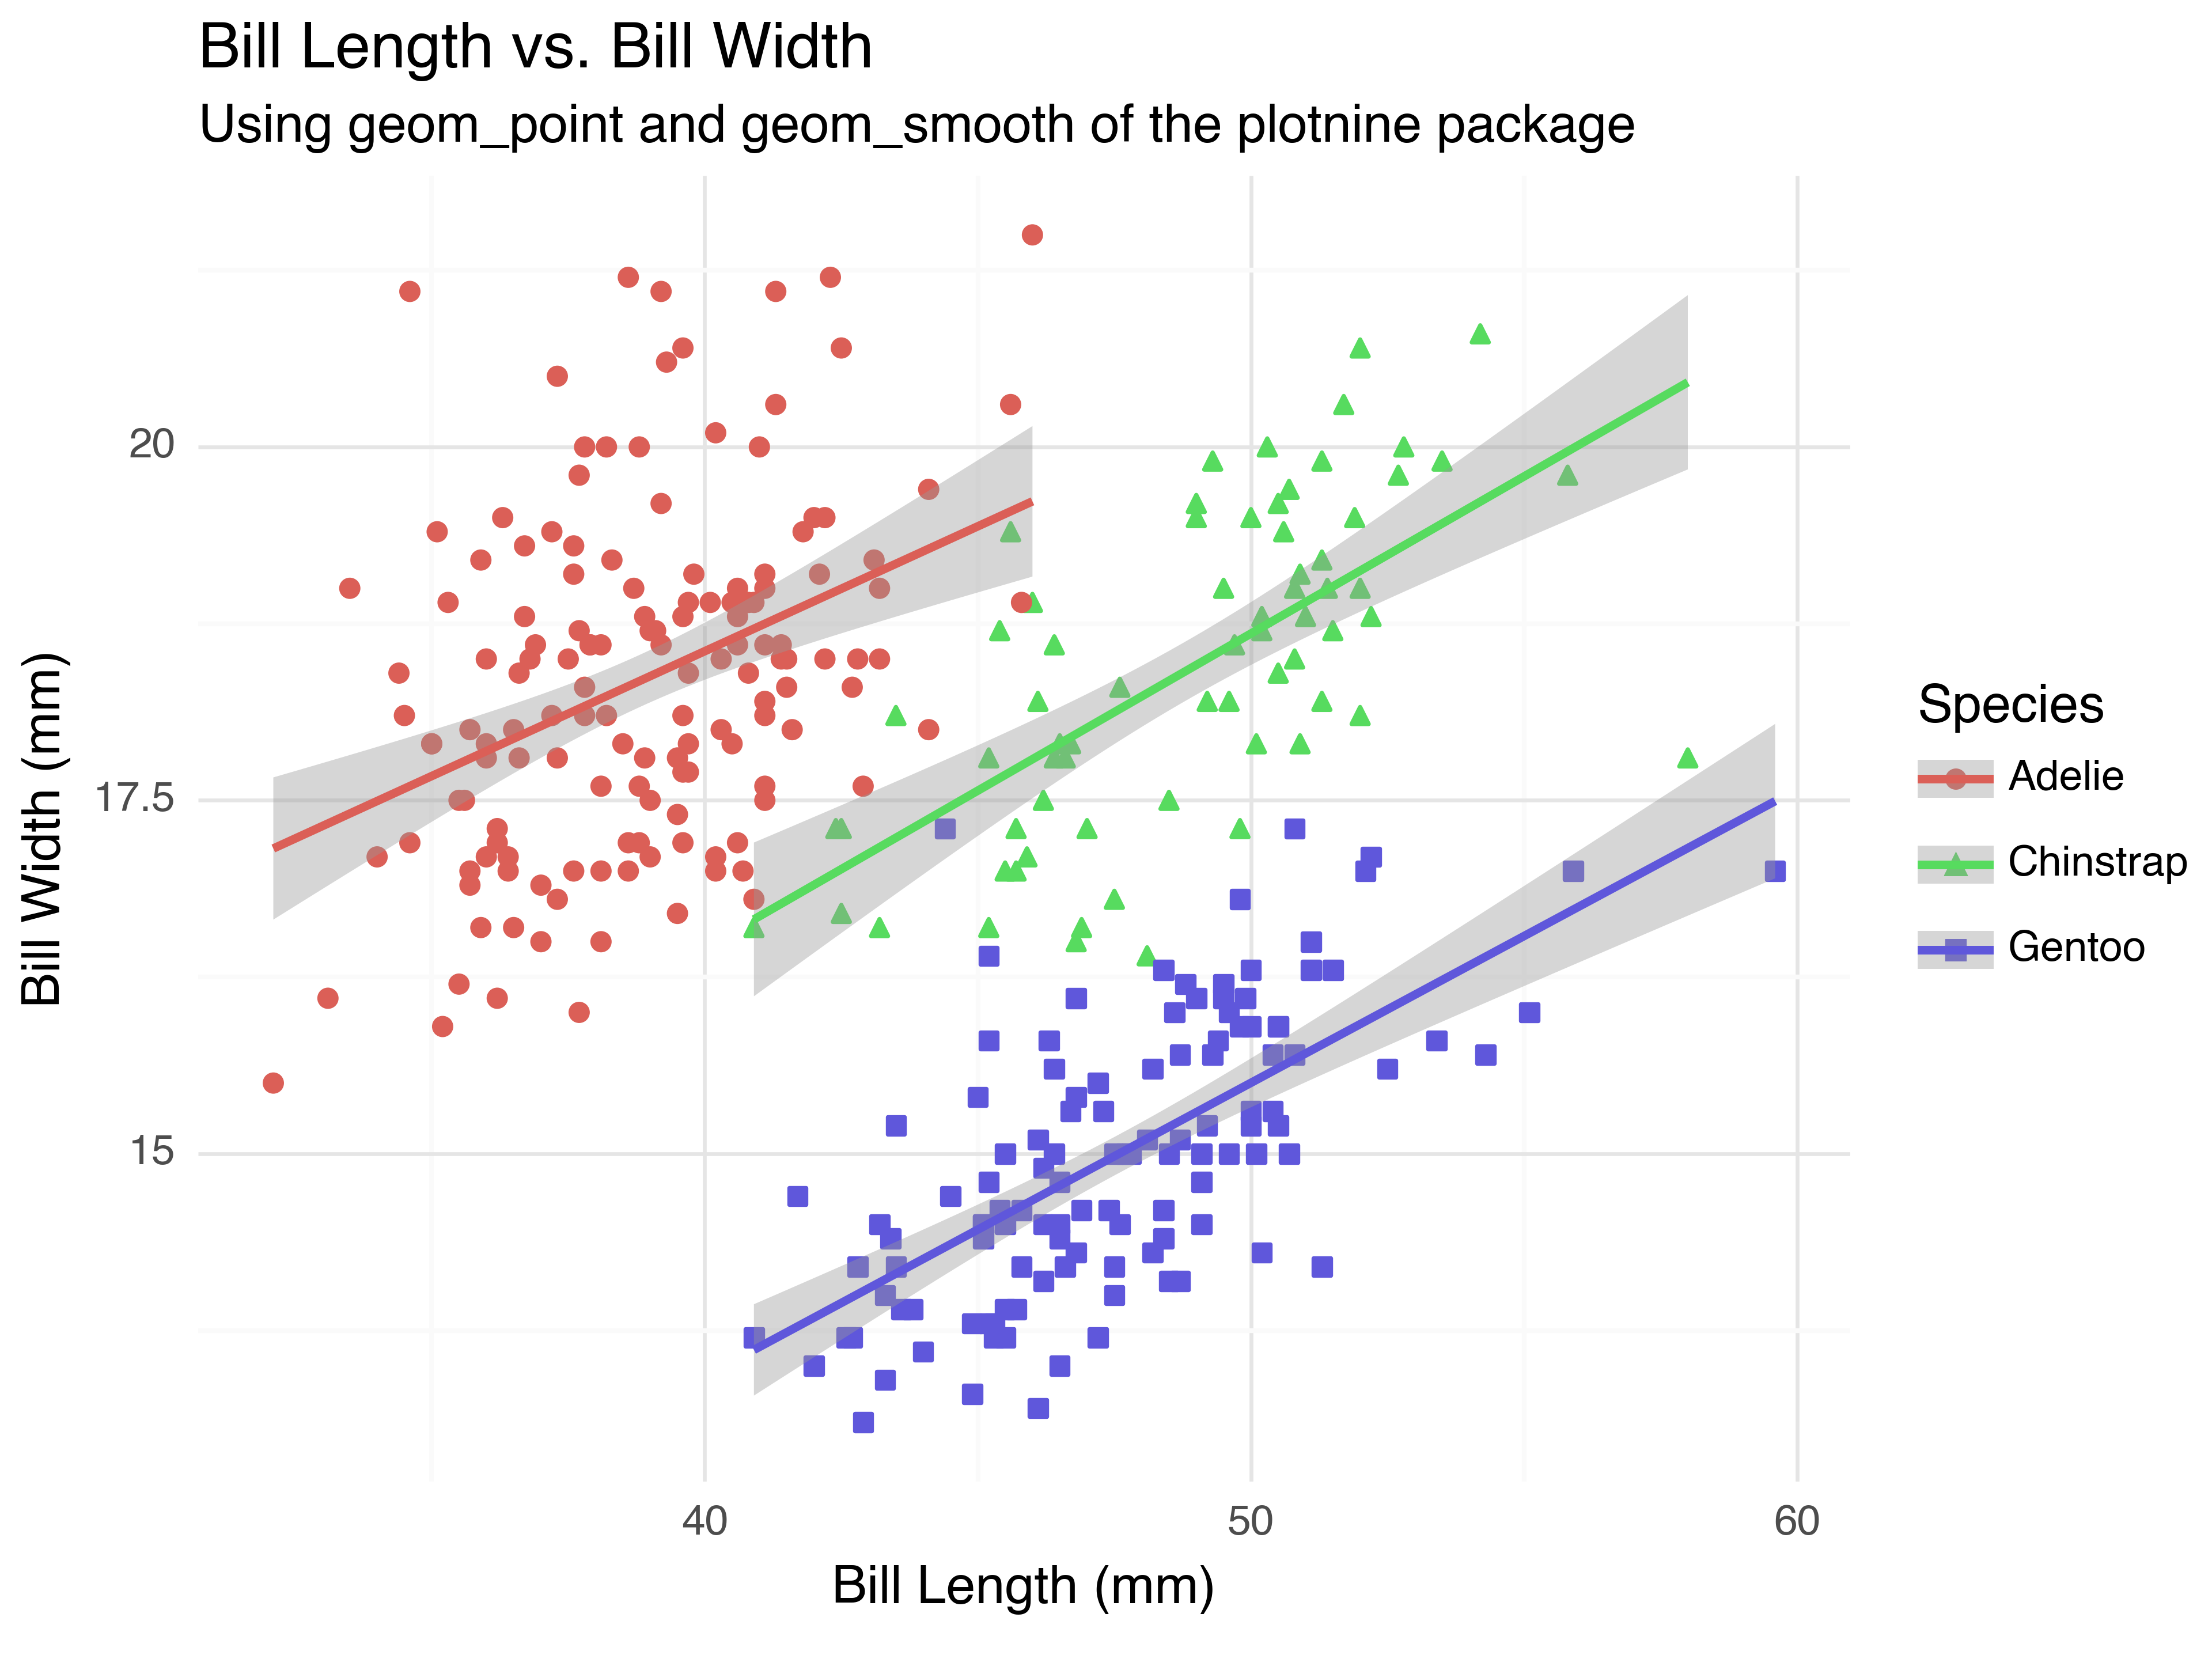 Bill Length vs. Bill Width
Using geom_point and geom_smooth of the plotnine package
Bill Width (mm)
20
17.5
15
40
50
60
Bill Length (mm)
Species
Adelie
Chinstrap
Gentoo